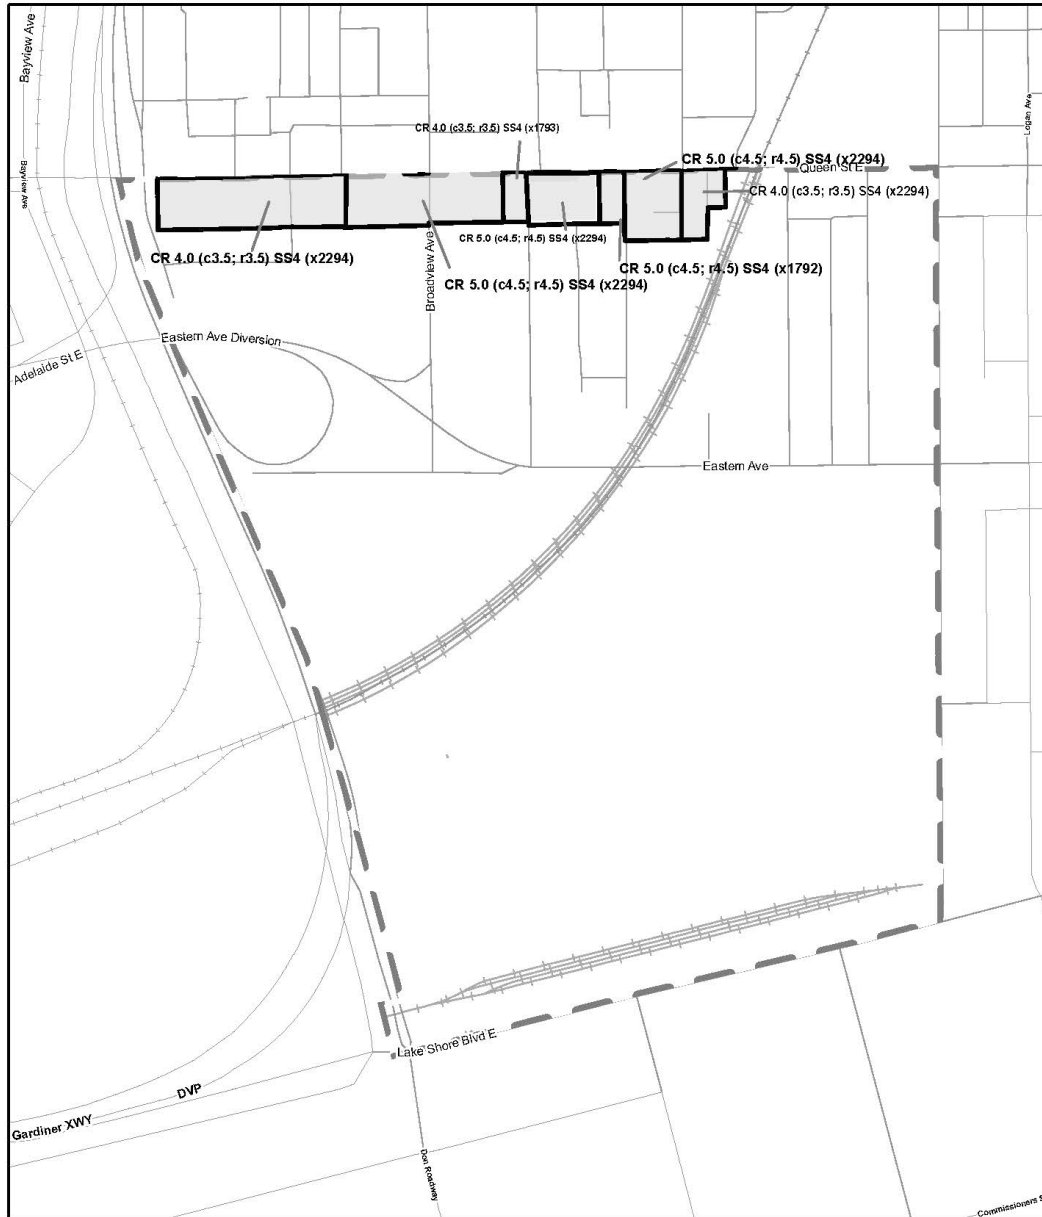 Bayview Ave
Logan Ave
CR 4.0 (c3.5; r3.5) SS4 (x1793)
CR 5.0 (c4.5; r4.5) SS4 (x2294)
Queen St E
Bayview Ave
CR 4.0 (c3.5; r3.5) SS4 (x2294)
CR 5.0 (c4.5; r4.5) SS4 (x2294)
CR 4.0 (c3.5; r3.5) SS4 (x2294)
CR 5.0 (c4.5; r4.5) SS4 (x1792)
CR 5.0 (c4.5; r4.5) SS4 (x2294)
Broadview Ave
Eastern Ave Diversion
Adelaide St E
Eastern Ave
Lake Shore Blvd E
DVP
Gardiner XWY
Don Roadway
Commissioners S